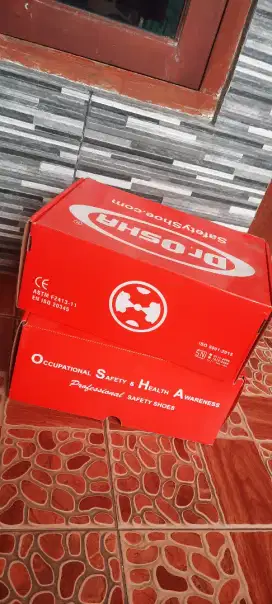 SafetyShoe.com
Dr.OSHA
CE
ASTM F2413-11
EN ISO 20345
ISO 9001:2015
OCCUPATIONAL SAFETY & HEALTH AWARENESS
Professional SAFETY SHOES